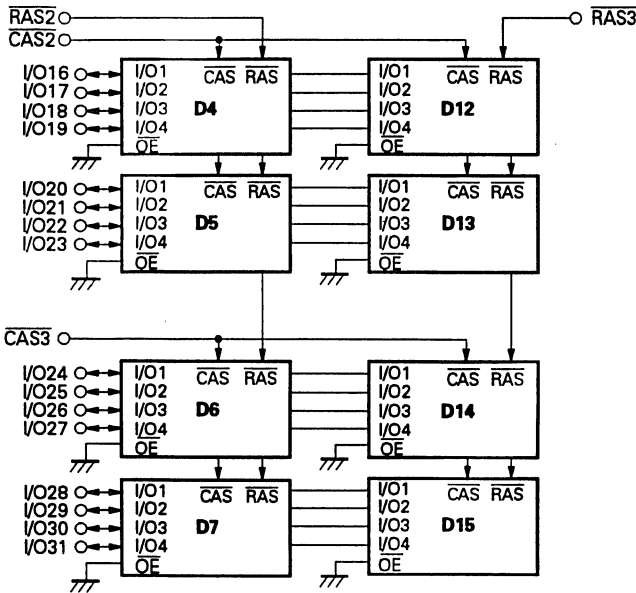 RAS2 RAS3
CAS2
I/O16 I/O1 CAS RAS I/O1 CAS RAS
I/O17 I/O2 I/O2
I/O18 I/O3 D4 I/O3 D12
I/O19 I/O4 I/O4
OE OE
I/O20 I/O1 CAS RAS I/O1 CAS RAS
I/O21 I/O2 I/O2
I/O22 I/O3 D5 I/O3 D13
I/O23 I/O4 I/O4
OE OE
CAS3
I/O24 I/O1 CAS RAS I/O1 CAS RAS
I/O25 I/O2 I/O2
I/O26 I/O3 D6 I/O3 D14
I/O27 I/O4 I/O4
OE OE
I/O28 I/O1 CAS RAS I/O1 CAS RAS
I/O29 I/O2 I/O2
I/O30 I/O3 D7 I/O3 D15
I/O31 I/O4 I/O4
OE OE